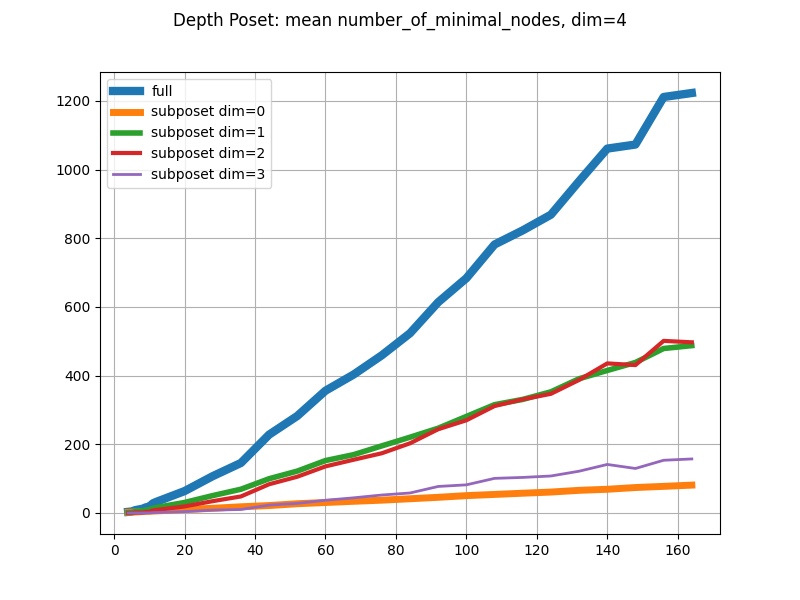 Depth Poset: mean number_of_minimal_nodes, dim=4
full
subposet dim=0
subposet dim=1
subposet dim=2
subposet dim=3
1200
1000
800
600
400
200
0
0 20 40 60 80 100 120 140 160